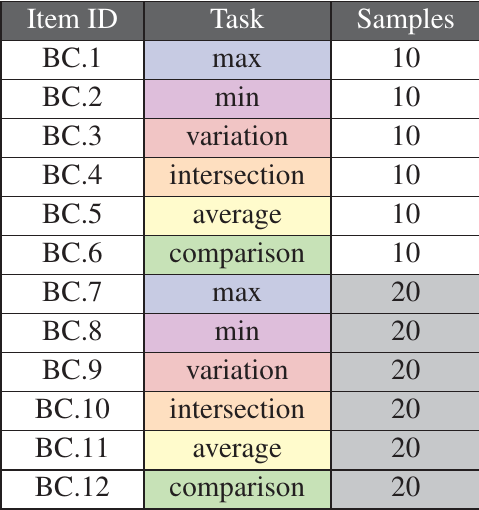 Item ID Task Samples
BC.1 max 10
BC.2 min 10
BC.3 variation 10
BC.4 intersection 10
BC.5 average 10
BC.6 comparison 10
BC.7 max 20
BC.8 min 20
BC.9 variation 20
BC.10 intersection 20
BC.11 average 20
BC.12 comparison 20